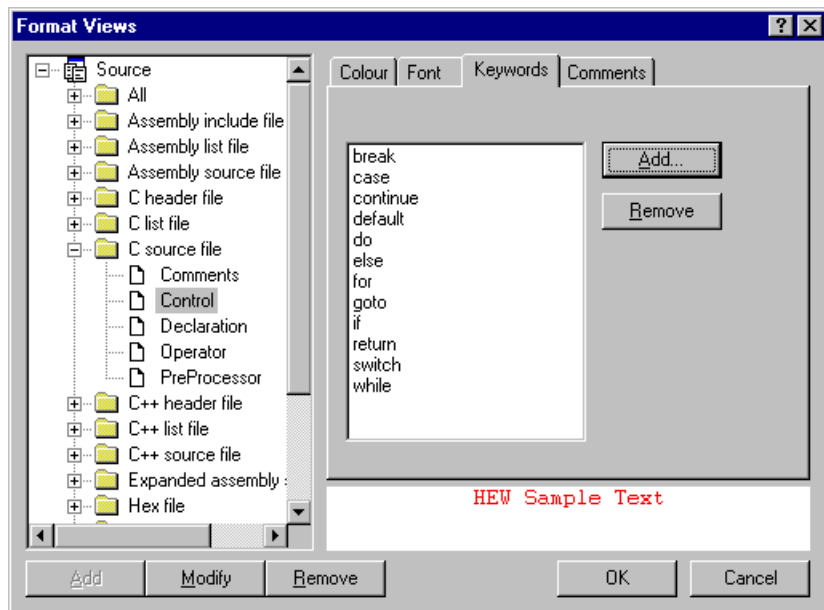 Format Views
Source
All
Assembly include file
Assembly list file
Assembly source file
C header file
C list file
C source file
Comments
Control
Declaration
Operator
PreProcessor
C++ header file
C++ list file
C++ source file
Expanded assembly
Hex file
Colour Font Keywords Comments
break
case
continue
default
do
else
for
goto
if
return
switch
while
Add...
Remove
HEW Sample Text
Add Modify Remove OK Cancel